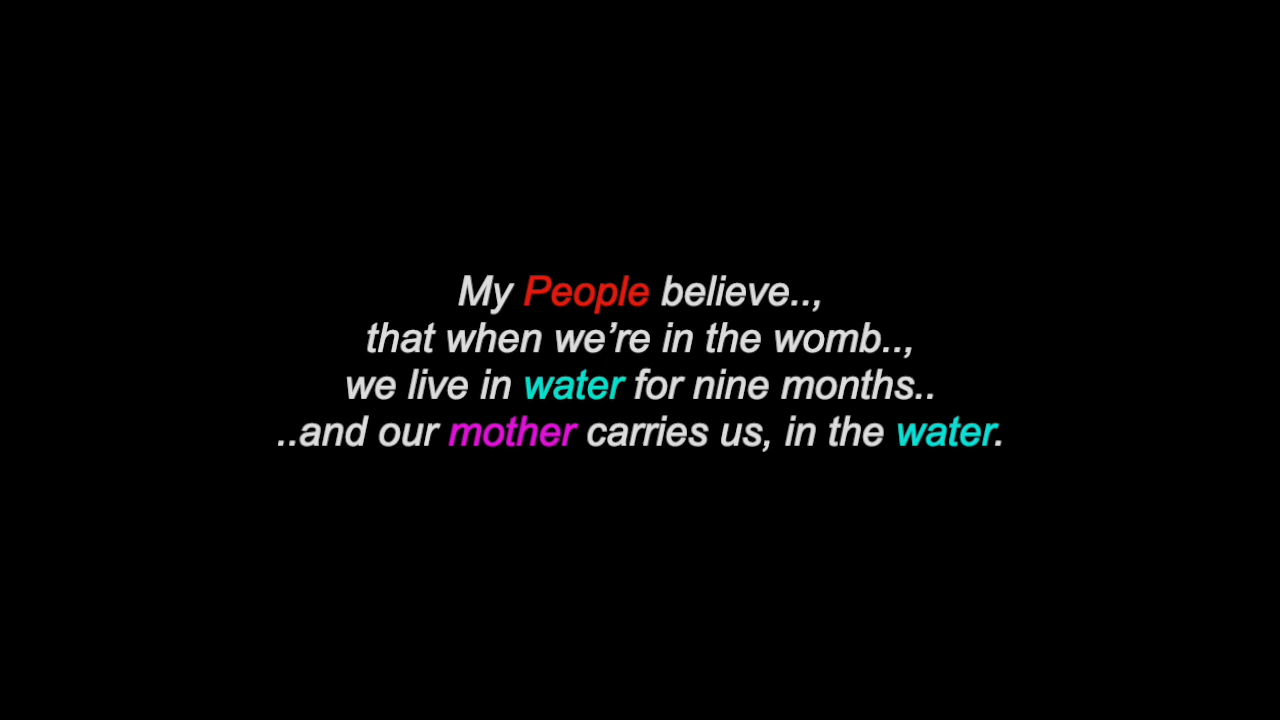 My People believe..,
that when we’re in the womb..,
we live in water for nine months..
..and our mother carries us, in the water.